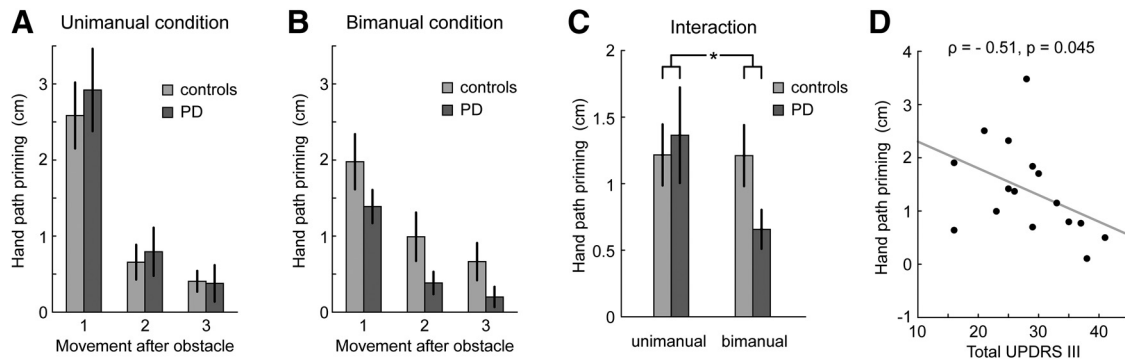 A
Unimanual condition
Hand path priming (cm)
3
2
1
0
controls
PD
1 2 3
Movement after obstacle
B
Bimanual condition
Hand path priming (cm)
3
2
1
0
controls
PD
1 2 3
Movement after obstacle
C
Interaction
Hand path priming (cm)
2
1.5
1
0.5
0
*
controls
PD
unimanual bimanual
D
ρ = - 0.51, p = 0.045
Hand path priming (cm)
4
3
2
1
0
-1
10 20 30 40
Total UPDRS III